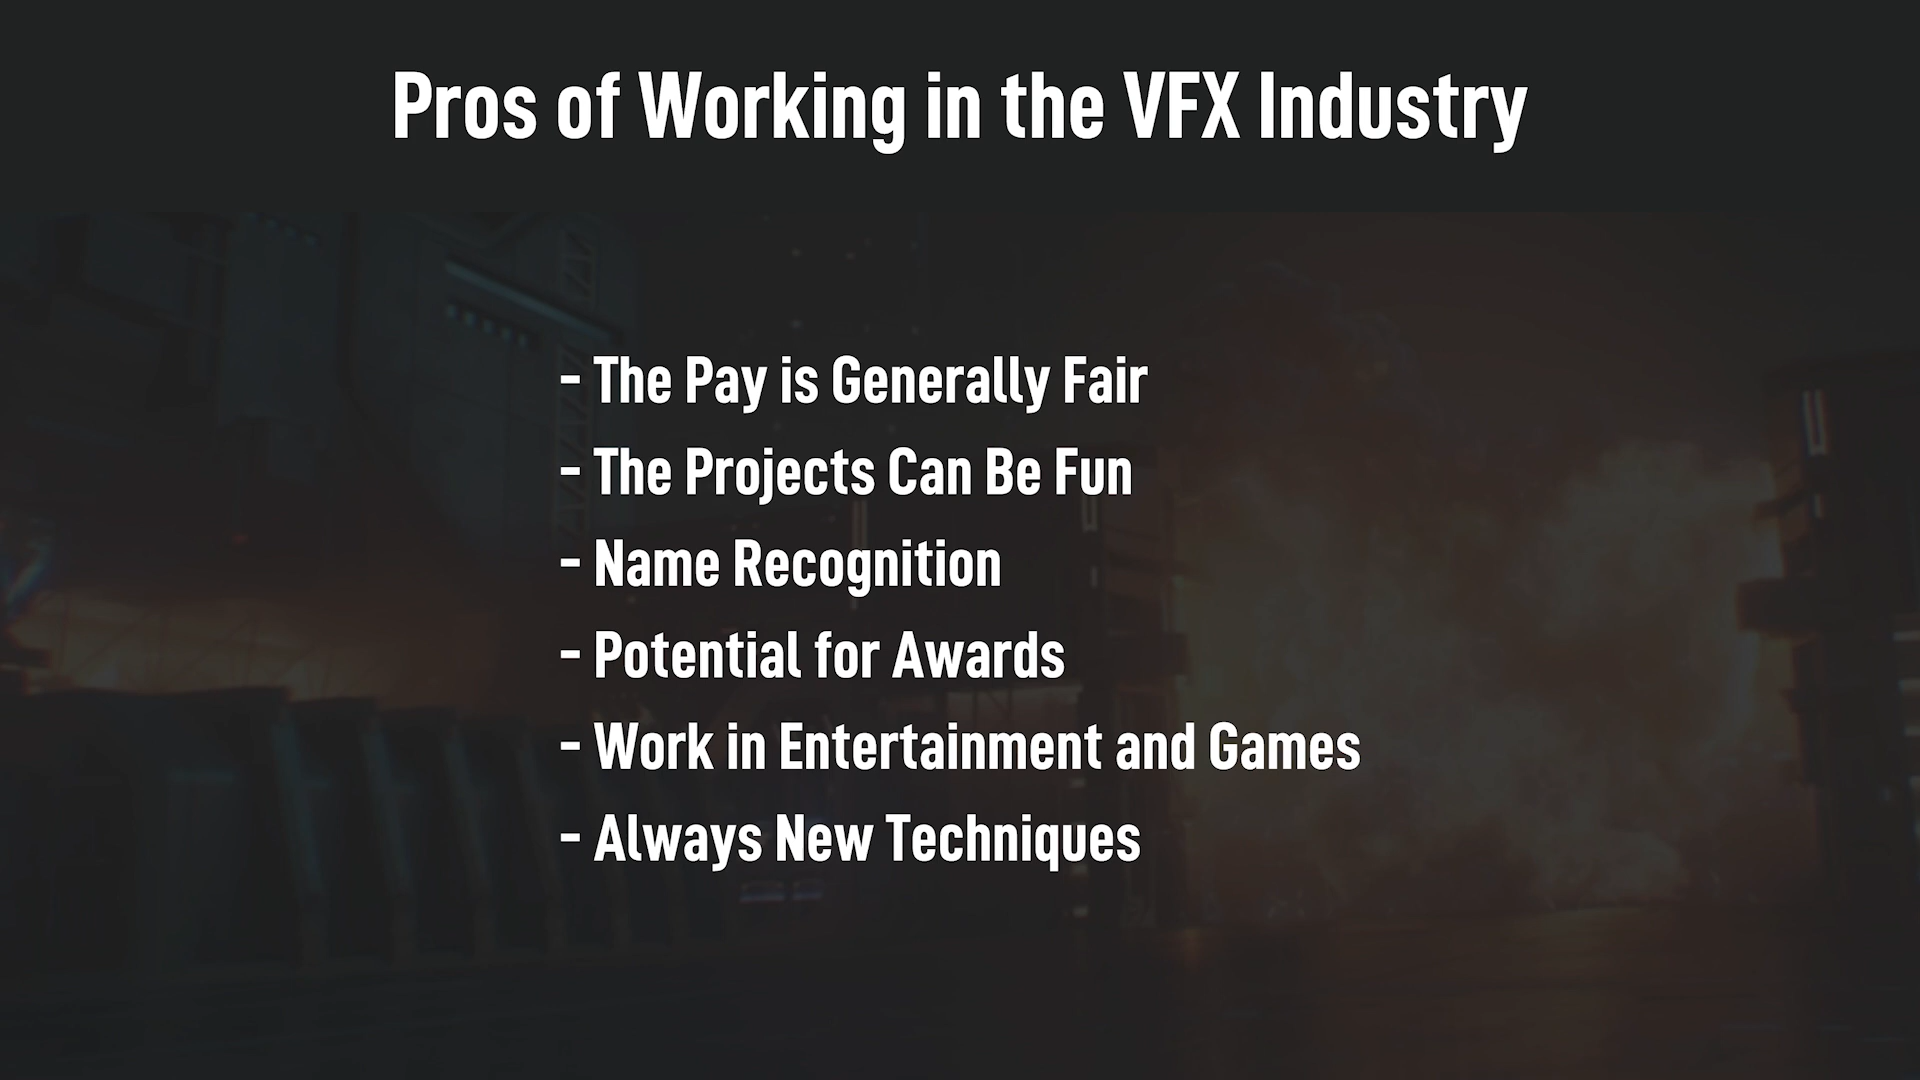 Pros of Working in the VFX Industry
- The Pay is Generally Fair
- The Projects Can Be Fun
- Name Recognition
- Potential for Awards
- Work in Entertainment and Games
- Always New Techniques